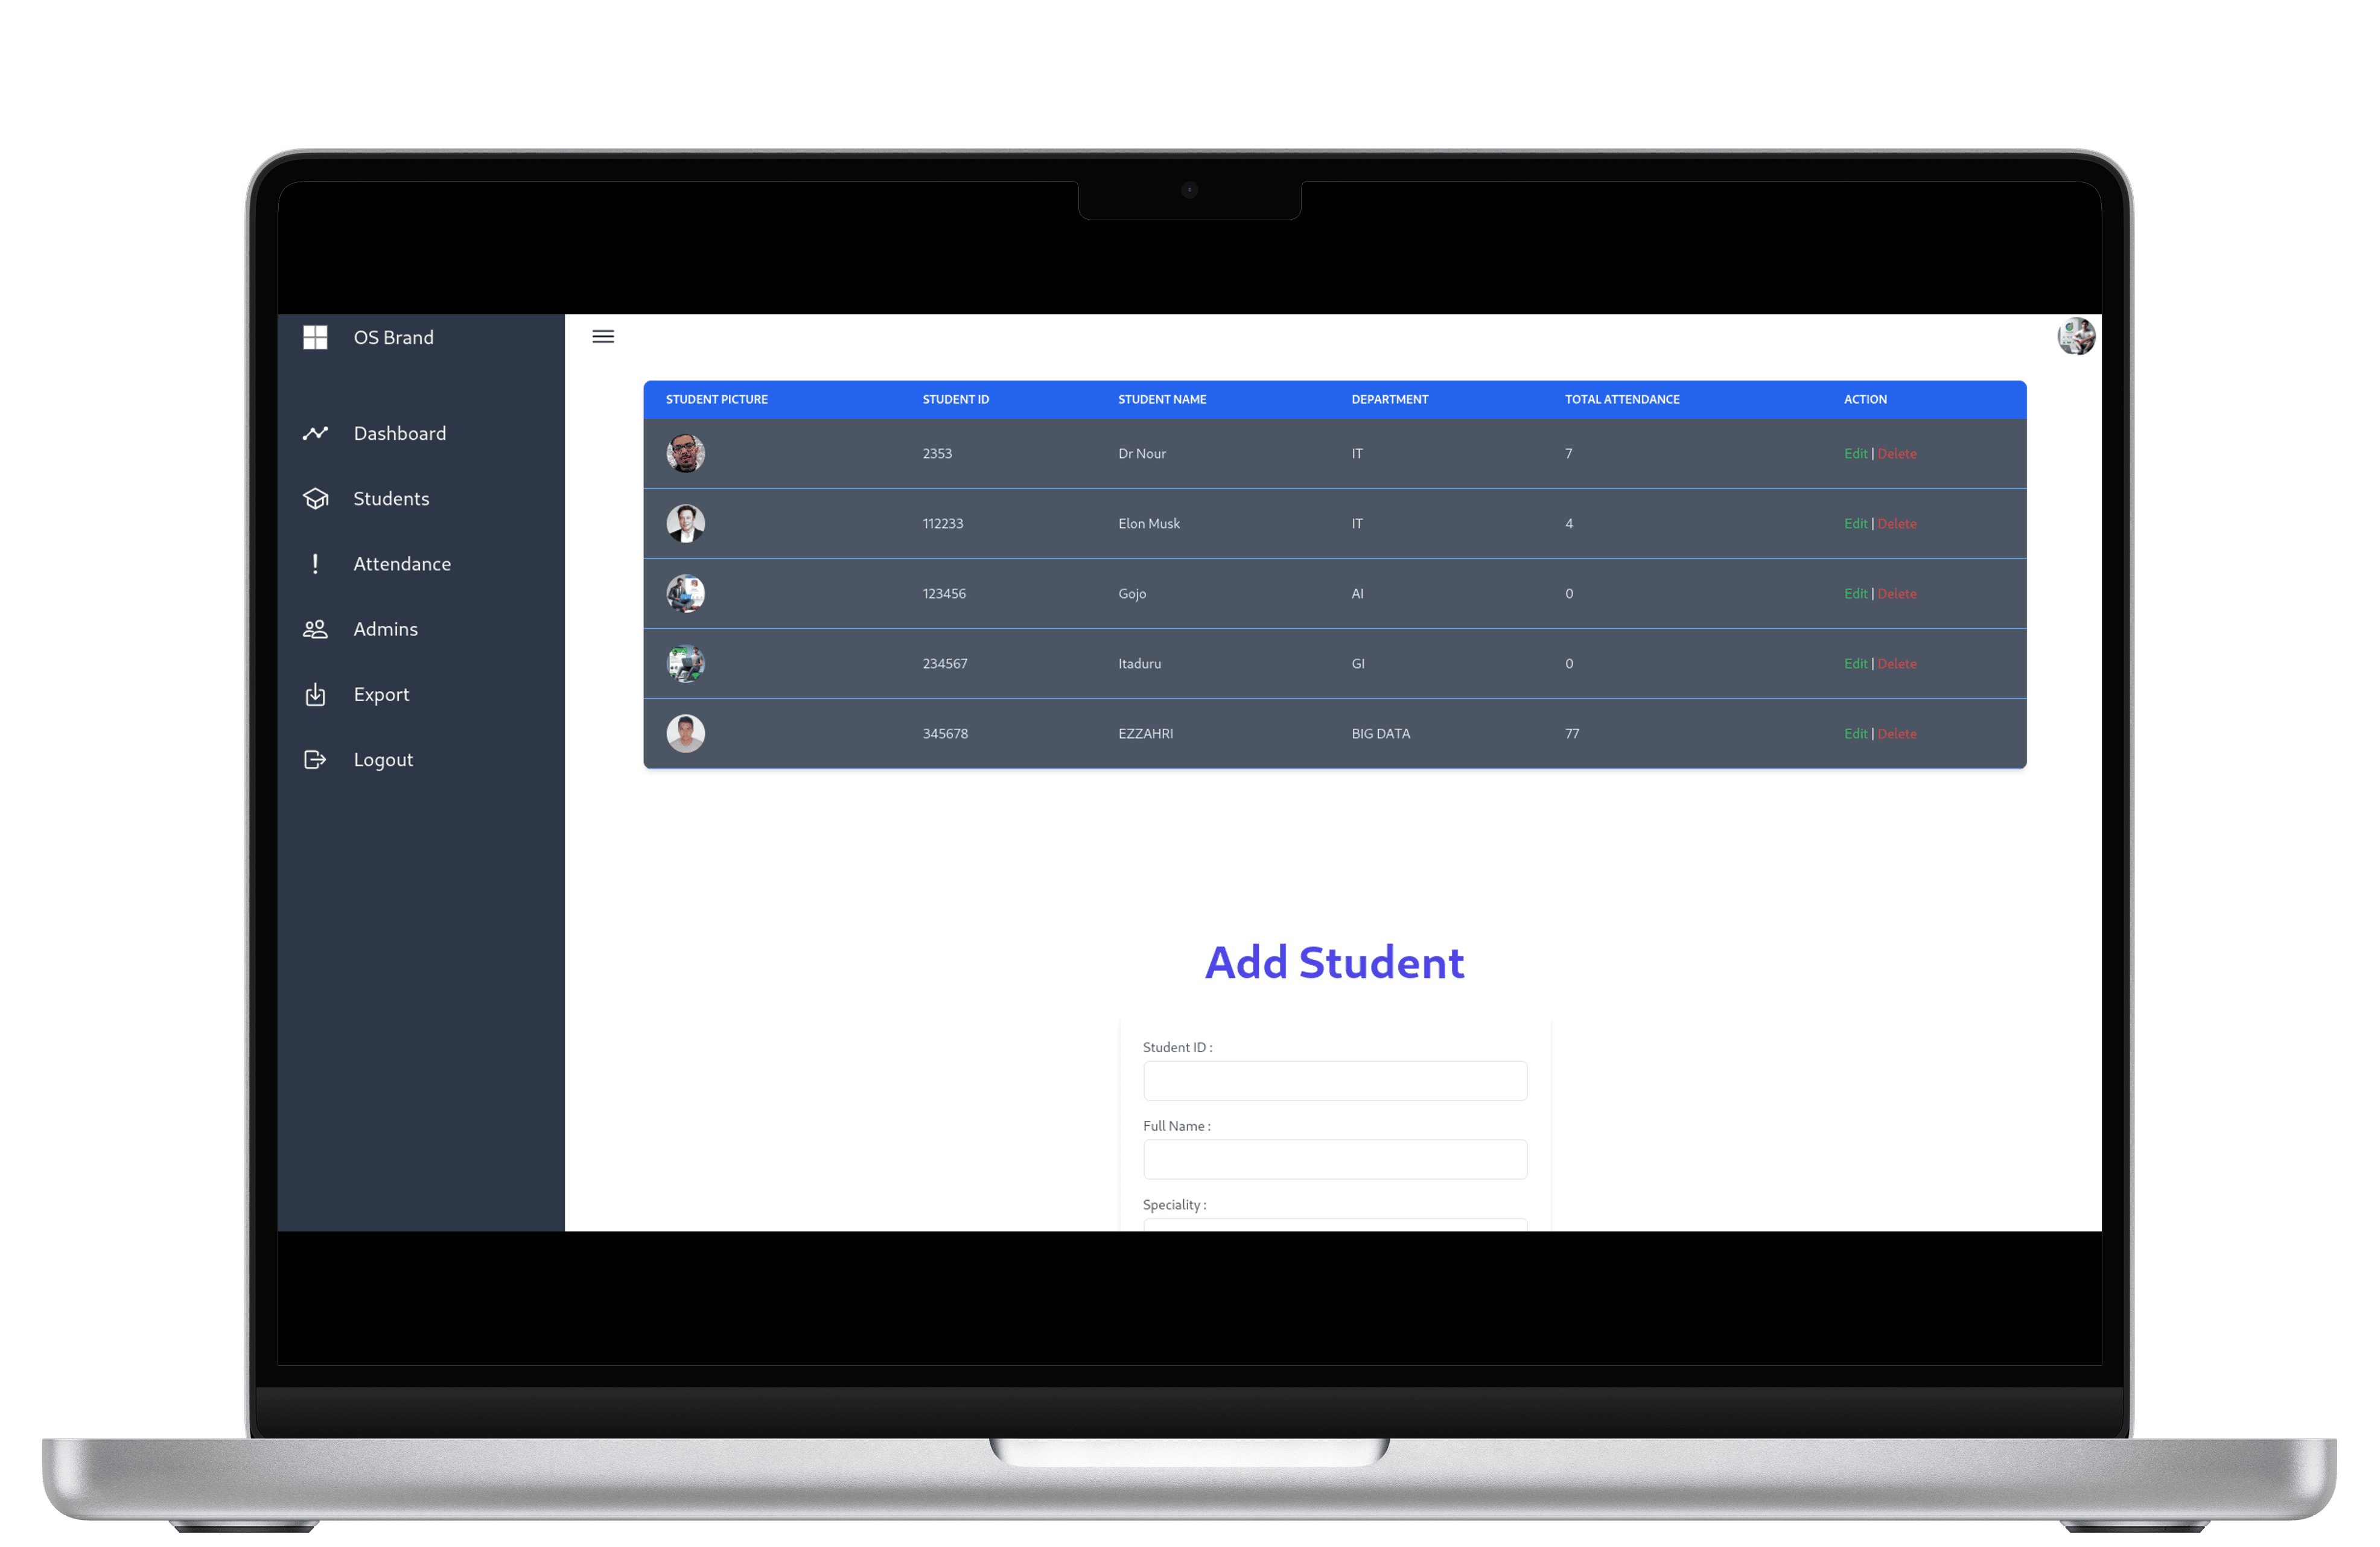 OS Brand
Dashboard
Students
Attendance
Admins
Export
Logout
STUDENT PICTURE STUDENT ID STUDENT NAME DEPARTMENT TOTAL ATTENDANCE ACTION
2353 Dr Nour IT 7 Edit | Delete
112233 Elon Musk IT 4 Edit | Delete
123456 Gojo AI 0 Edit | Delete
234567 Itaduru GI 0 Edit | Delete
345678 EZZAHRI BIG DATA 77 Edit | Delete
Add Student
Student ID :
Full Name :
Speciality :